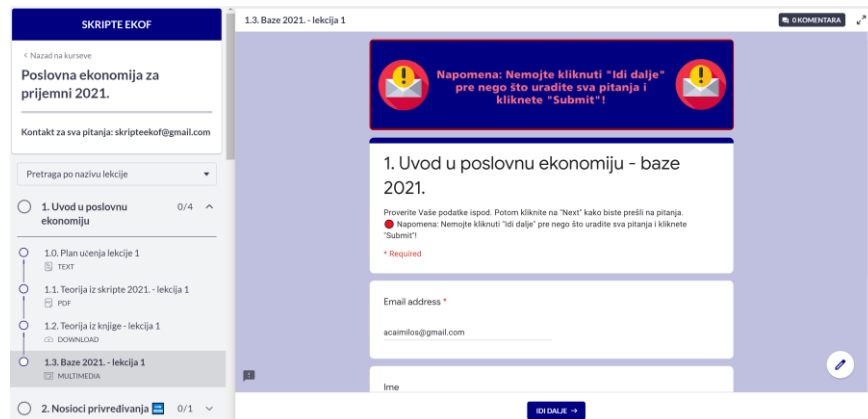 SKRIPTE EKOF
< Nazad na kurseve
Poslovna ekonomija za
prijemni 2021.
Kontakt za sva pitanja: skripteekof@gmail.com
Pretraga po nazivu lekcije
1. Uvod u poslovnu
ekonomiju
0/4
1.0. Plan učenja lekcije 1
TEXT
1.1. Teorija iz skripte 2021. - lekcija 1
PDF
1.2. Teorija iz knjige - lekcija 1
DOWNLOAD
1.3. Baze 2021. - lekcija 1
MULTIMEDIA
2. Nosioci privređivanja
0/1
1.3. Baze 2021. - lekcija 1
0 KOMENTARA
Napomena: Nemojte kliknuti "Idi dalje"
pre nego što uradite sva pitanja i
kliknete "Submit"!
1. Uvod u poslovnu ekonomiju - baze
2021.
Proverite Vaše podatke ispod. Potom kliknite na "Next" kako biste prešli na pitanja.
Napomena: Nemojte kliknuti "Idi dalje" pre nego što uradite sva pitanja i kliknete
"Submit"!
* Required
Email address *
acaimilos@gmail.com
Ime
IDI DALJE →